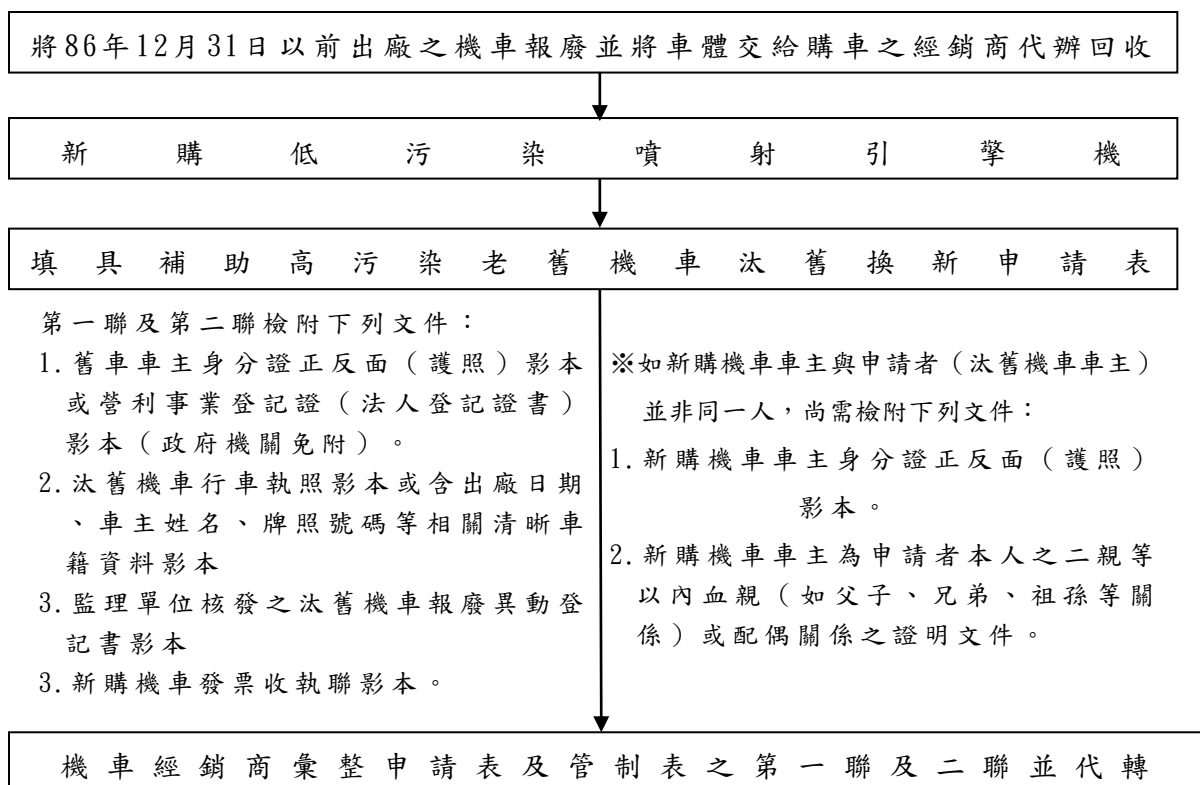 將86年12月31日以前出廠之機車報廢並將車體交給購車之經銷商代辦回收
新購低污染噴射引擎機
填具補助高污染老舊機車汰舊換新申請表
第一聯及第二聯檢附下列文件：
1.舊車車主身分證正反面（護照）影本
或營利事業登記證（法人登記證書）
影本（政府機關免附）。
2.汰舊機車行車執照影本或含出廠日期
、車主姓名、牌照號碼等相關清晰車
籍資料影本
3.監理單位核發之汰舊機車報廢異動登
記書影本
3.新購機車發票收執聯影本。
※如新購機車車主與申請者（汰舊機車車主）
並非同一人，尚需檢附下列文件：
1.新購機車車主身分證正反面（護照）
影本。
2.新購機車車主為申請者本人之二親等
以內血親（如父子、兄弟、祖孫等關
係）或配偶關係之證明文件。
機車經銷商彙整申請表及管制表之第一聯及二聯並代轉